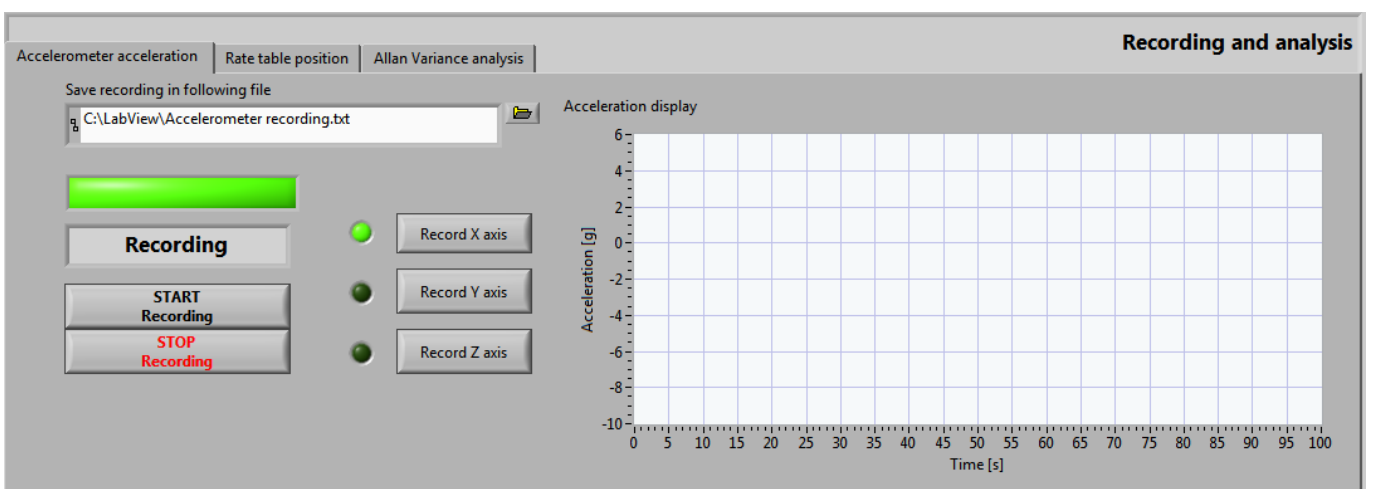 Recording and analysis
Accelerometer acceleration
Rate table position
Allan Variance analysis
Save recording in following file
C:\LabView\Accelerometer recording.txt
Recording
START
Recording
STOP
Recording
Record X axis
Record Y axis
Record Z axis
Acceleration display
Acceleration [g]
6
4
2
0
-2
-4
-6
-8
-10
0 5 10 15 20 25 30 35 40 45 50 55 60 65 70 75 80 85 90 95 100
Time [s]